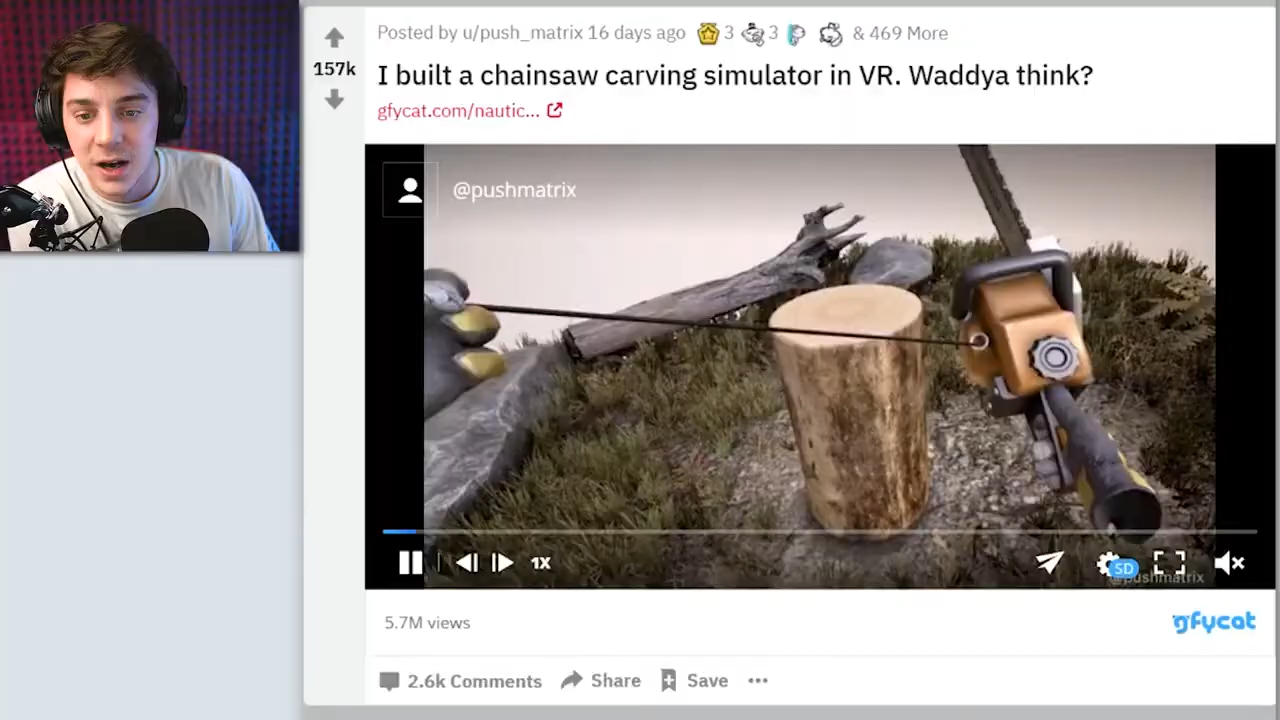 Posted by u/push_matrix 16 days ago 3 3 & 469 More
157k
I built a chainsaw carving simulator in VR. Waddya think?
gfycat.com/nautic...
@pushmatrix
1X
SD
@pushmatrix
5.7M views
gfycat
2.6k Comments Share Save